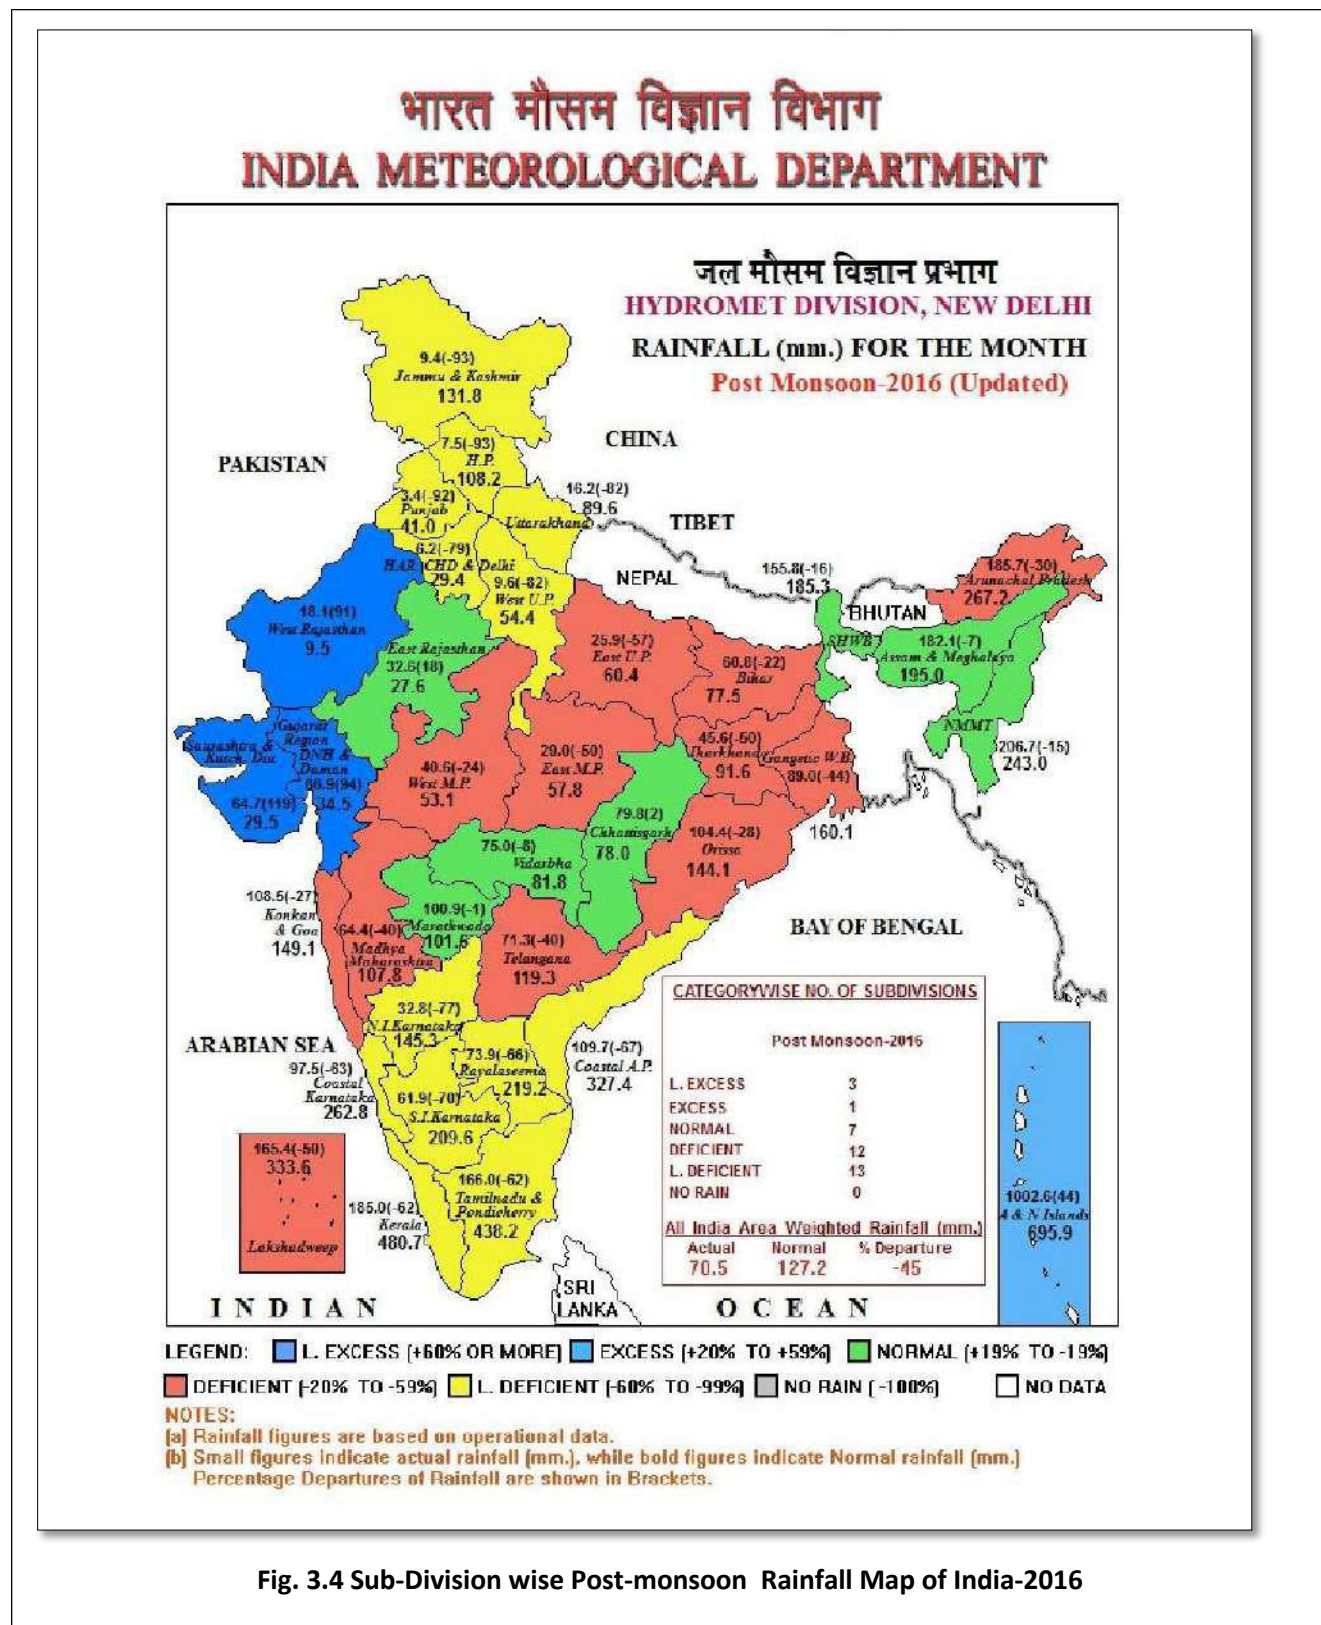 भारत मौसम विज्ञान विभाग
INDIA METEOROLOGICAL DEPARTMENT
जल मौसम विज्ञान प्रभाग
HYDROMET DIVISION, NEW DELHI
RAINFALL (mm.) FOR THE MONTH
Post Monsoon-2016 (Updated)
9.4(-93)
Jammu & Kashmir
131.8
CHINA
PAKISTAN
7.5(-93)
H.P.
108.2
3.4(-92)
Punjab
41.0
16.2(-82)
89.6
Uttarakhand
TIBET
6.2(-79)
HAR. CHD & Delhi
29.4
9.6(-82)
West U.P.
54.4
NEPAL
155.8(-16)
185.3
BHUTAN
185.7(-30)
Arunachal Pradesh
267.2
18.1(91)
West Rajasthan
9.5
East Rajasthan
32.6(18)
27.6
25.9(-57)
East U.P.
60.4
60.8(-22)
Bihar
77.5
SHWB
182.1(-7)
Assam & Meghalaya
195.0
NMMT
206.7(-15)
243.0
Saurashtra &
Kutch, Diu
64.7(119)
29.5
Gujarat
Region
DNH &
Daman
66.9(94)
34.5
40.6(-24)
West M.P.
53.1
29.0(-50)
East M.P.
57.8
45.6(-50)
Jharkhand
91.6
Gangetic W.B.
89.0(-44)
160.1
79.8(2)
Chhattisgarh
78.0
104.4(-28)
Orissa
144.1
75.0(-8)
Vidarbha
81.8
108.5(-27)
Konkan
& Goa
149.1
64.4(-40)
Madhya
Maharashtra
107.8
100.9(-1)
Marathwada
101.6
71.3(-40)
Telangana
119.3
BAY OF BENGAL
ARABIAN SEA
32.8(-77)
N.I.Karnataka
145.3
73.9(-66)
Rayalaseema
219.2
109.7(-67)
Coastal A.P.
327.4
97.5(-63)
Coastal
Karnataka
262.8
61.9(-70)
S.I.Karnataka
209.6
165.4(-50)
333.6
Lakshadweep
185.0(-62)
Kerala
480.7
166.0(-62)
Tamilnadu &
Pondicherry
438.2
SRI
LANKA
CATEGORYWISE NO. OF SUBDIVISIONS
Post Monsoon-2016
L. EXCESS 3
EXCESS 1
NORMAL 7
DEFICIENT 12
L. DEFICIENT 13
NO RAIN 0
All India Area Weighted Rainfall (mm.)
Actual Normal % Departure
70.5 127.2 -45
1002.6(44)
A & N Islands
695.9
INDIAN OCEAN
LEGEND: L. EXCESS (+60% OR MORE) EXCESS (+20% TO +59%) NORMAL (+19% TO -19%)
DEFICIENT (-20% TO -59%) L. DEFICIENT (-60% TO -99%) NO RAIN (-100%) NO DATA
NOTES:
(a) Rainfall figures are based on operational data.
(b) Small figures indicate actual rainfall (mm.), while bold figures indicate Normal rainfall (mm.)
Percentage Departures of Rainfall are shown in Brackets.
Fig. 3.4 Sub-Division wise Post-monsoon Rainfall Map of India-2016